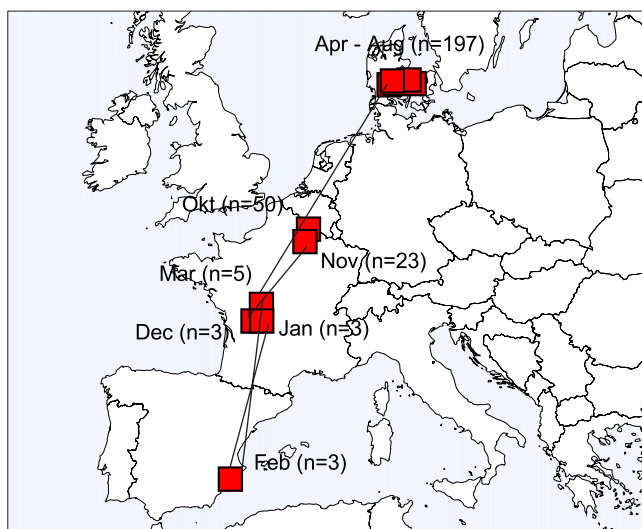 Apr - Aug (n=197)
Okt (n=50)
Nov (n=23)
Mar (n=5)
Dec (n=3)
Jan (n=3)
Feb (n=3)